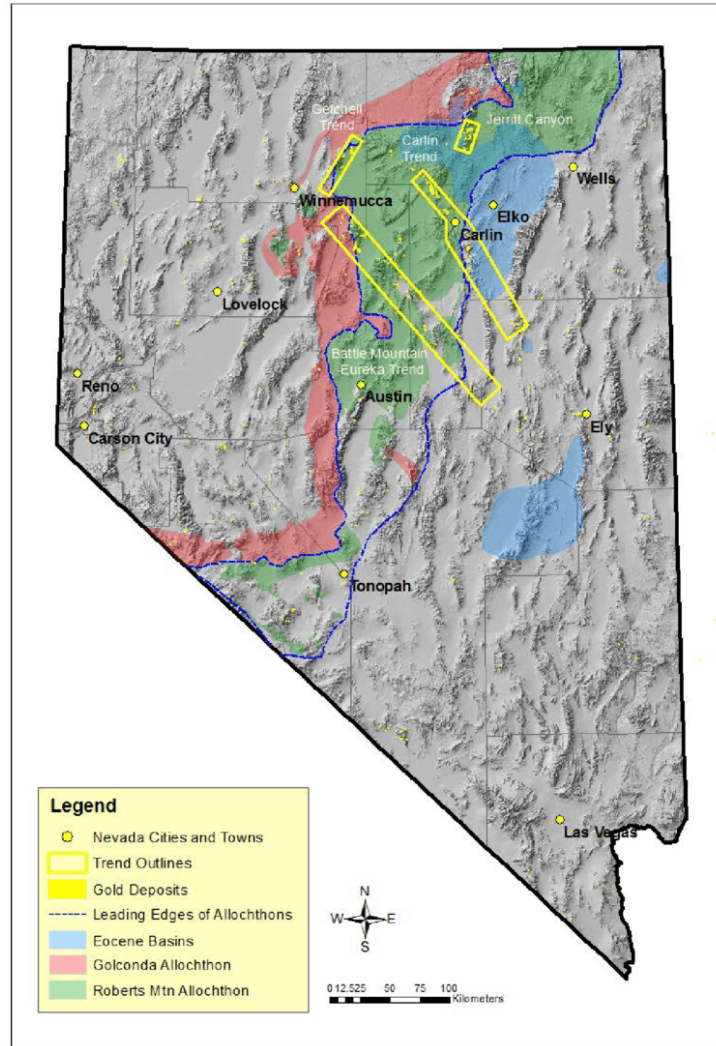 Getchell
Trend
Jerritt Canyon
Carlin
Trend
Wells
Winnemucca
Elko
Carlin
Lovelock
Battle Mountain
-Eureka Trend
Reno
Austin
Carson City
Ely
Tonopah
Las Vegas
Legend
Nevada Cities and Towns
Trend Outlines
Gold Deposits
Leading Edges of Allochthons
Eocene Basins
Golconda Allochthon
Roberts Mtn Allochthon
N
W E
S
0 12.525 50 75 100
Kilometers